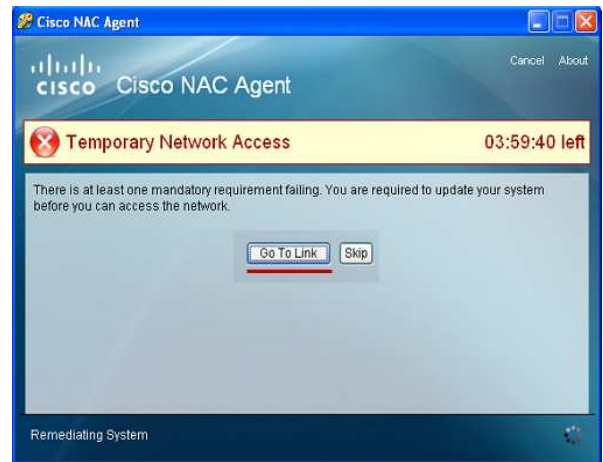 Cisco NAC Agent
Cancel About
CISCO Cisco NAC Agent
Temporary Network Access 03:59:40 left
There is at least one mandatory requirement failing. You are required to update your system
before you can access the network.
Go To Link Skip
Remediating System